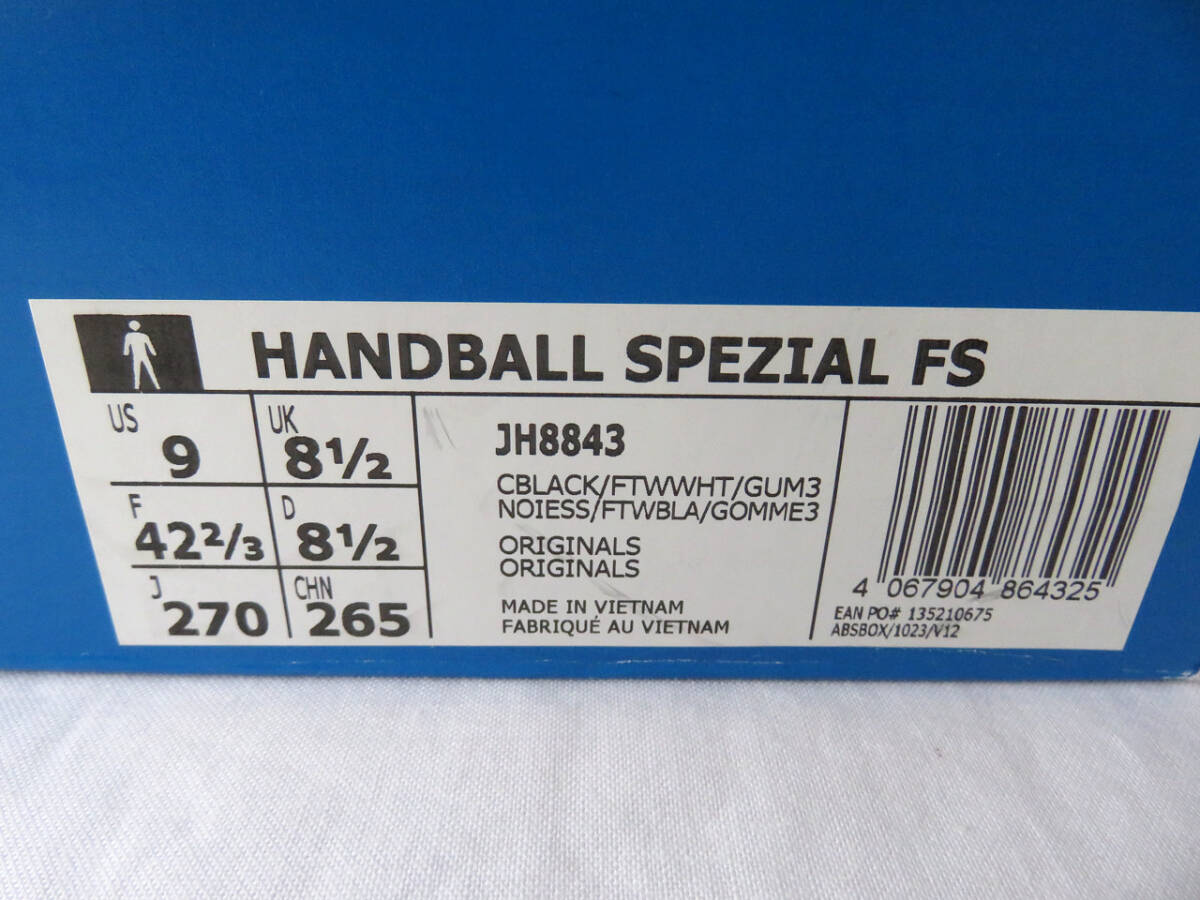 HANDBALL SPEZIAL FS
US 9
UK 8½
F 42⅔
D 8½
J 270
CHN 265
JH8843
CBLACK/FTWWHT/GUM3
NOIESS/FTWBLA/GOMME3
ORIGINALS
ORIGINALS
MADE IN VIETNAM
FABRIQUÉ AU VIETNAM
4 067904 864325
EAN PO# 135210675
ABSBOX/1023/V12